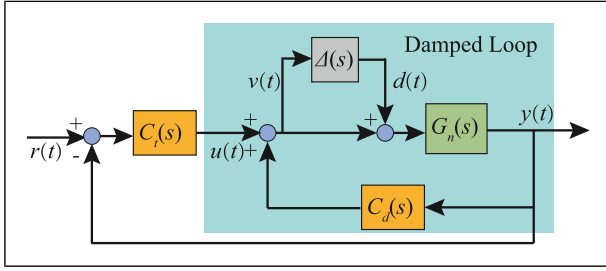 Damped Loop
Δ(s)
v(t)
d(t)
+
+
+
C_t(s)
G_n(s)
y(t)
r(t)
-
u(t)
+
C_d(s)